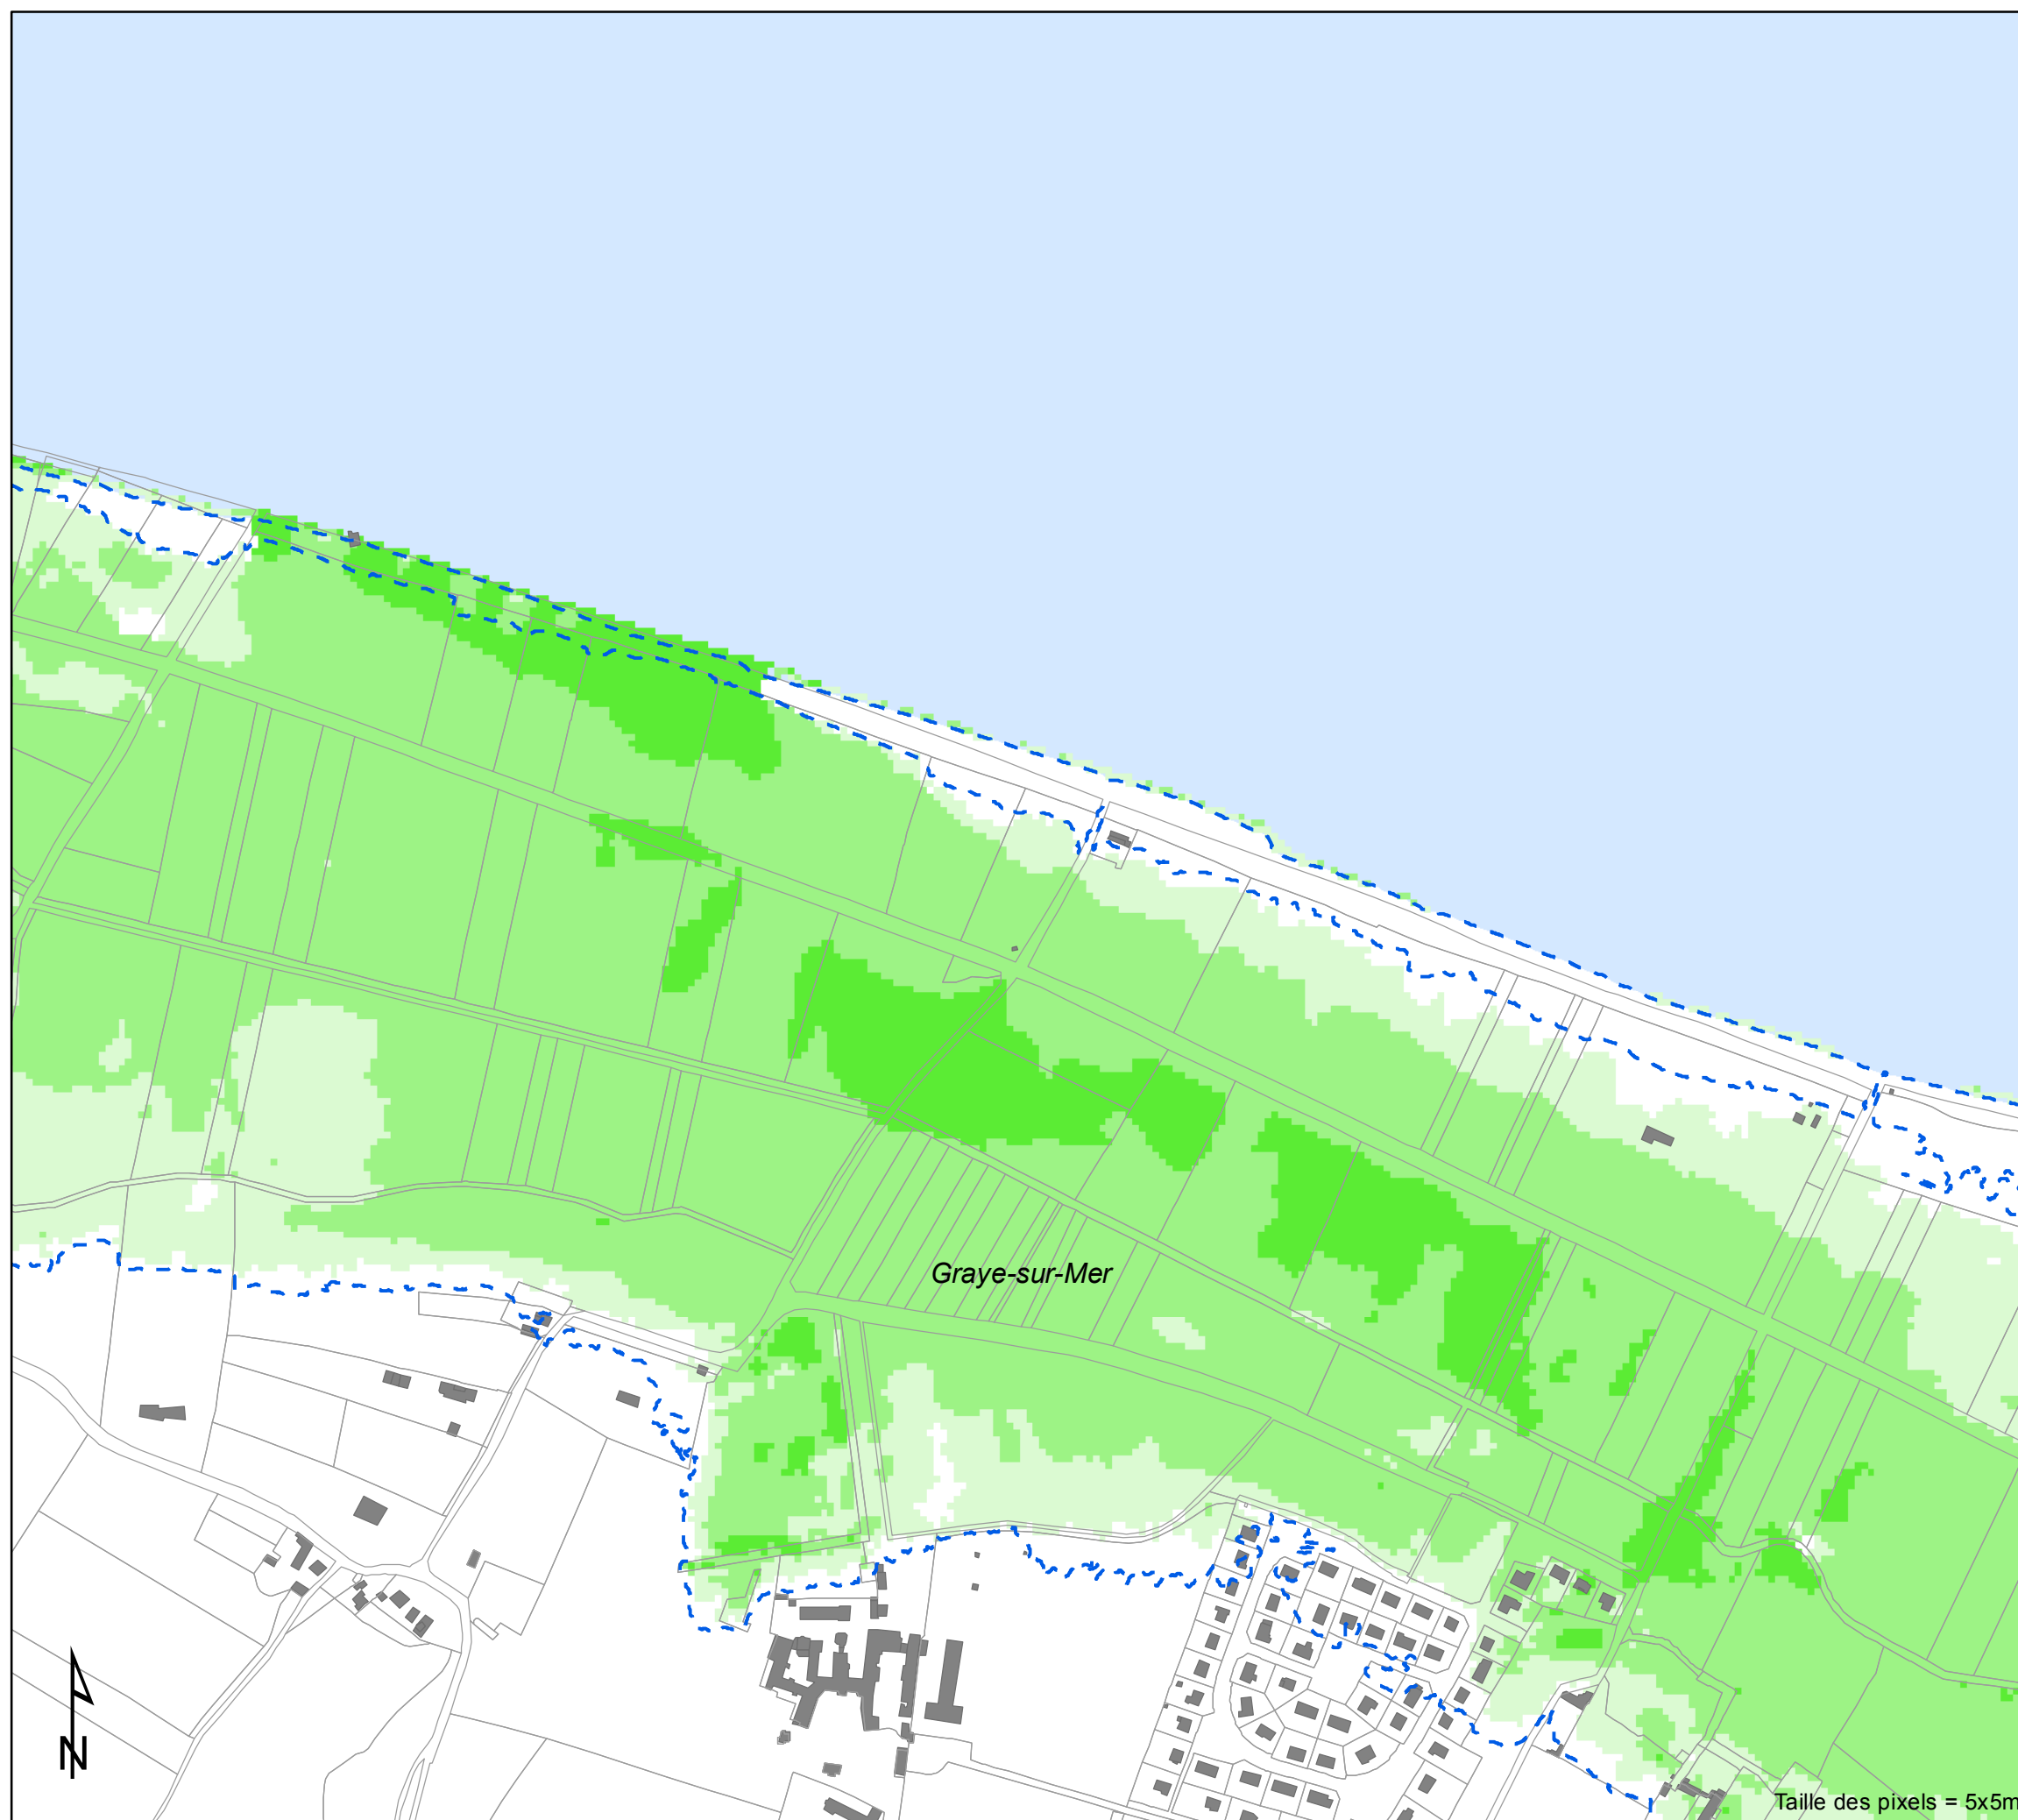 Graye-sur-Mer
N
Taille des pixels = 5x5m